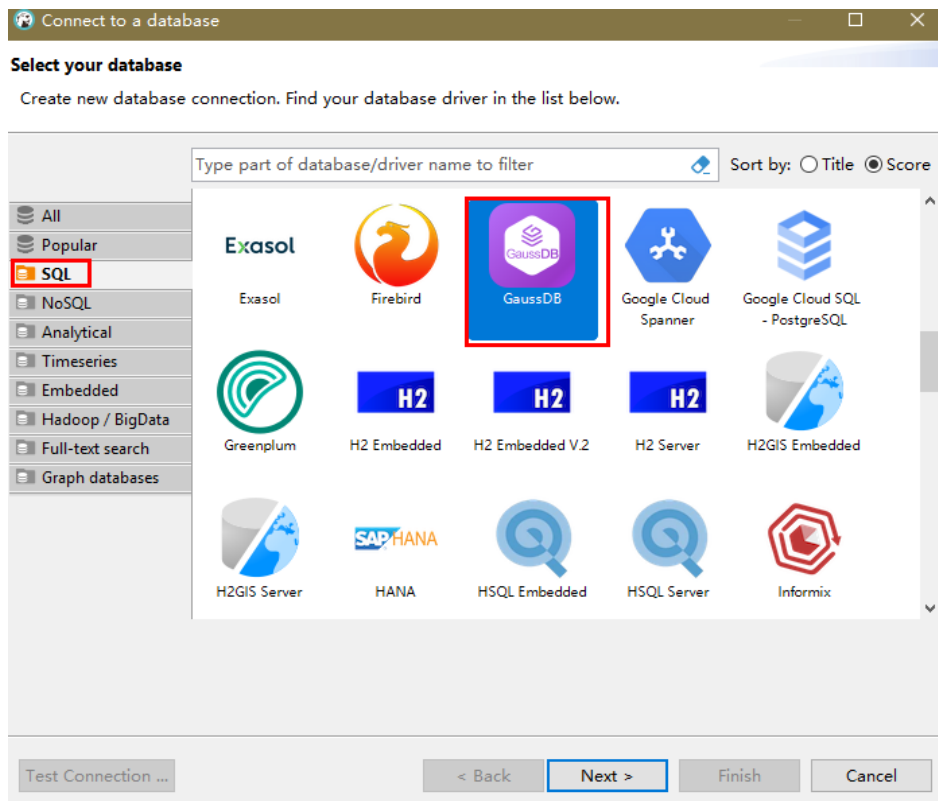 Connect to a database
Select your database
Create new database connection. Find your database driver in the list below.
Type part of database/driver name to filter
Sort by: Title Score
All
Popular
SQL
NoSQL
Analytical
Timeseries
Embedded
Hadoop / BigData
Full-text search
Graph databases
Exasol
GaussDB
Exasol
Firebird
GaussDB
Google Cloud
Spanner
Google Cloud SQL
- PostgreSQL
H2
H2
H2
Greenplum
H2 Embedded
H2 Embedded V.2
H2 Server
H2GIS Embedded
SAP HANA
H2GIS Server
HANA
HSQL Embedded
HSQL Server
Informix
Test Connection ...
< Back
Next >
Finish
Cancel